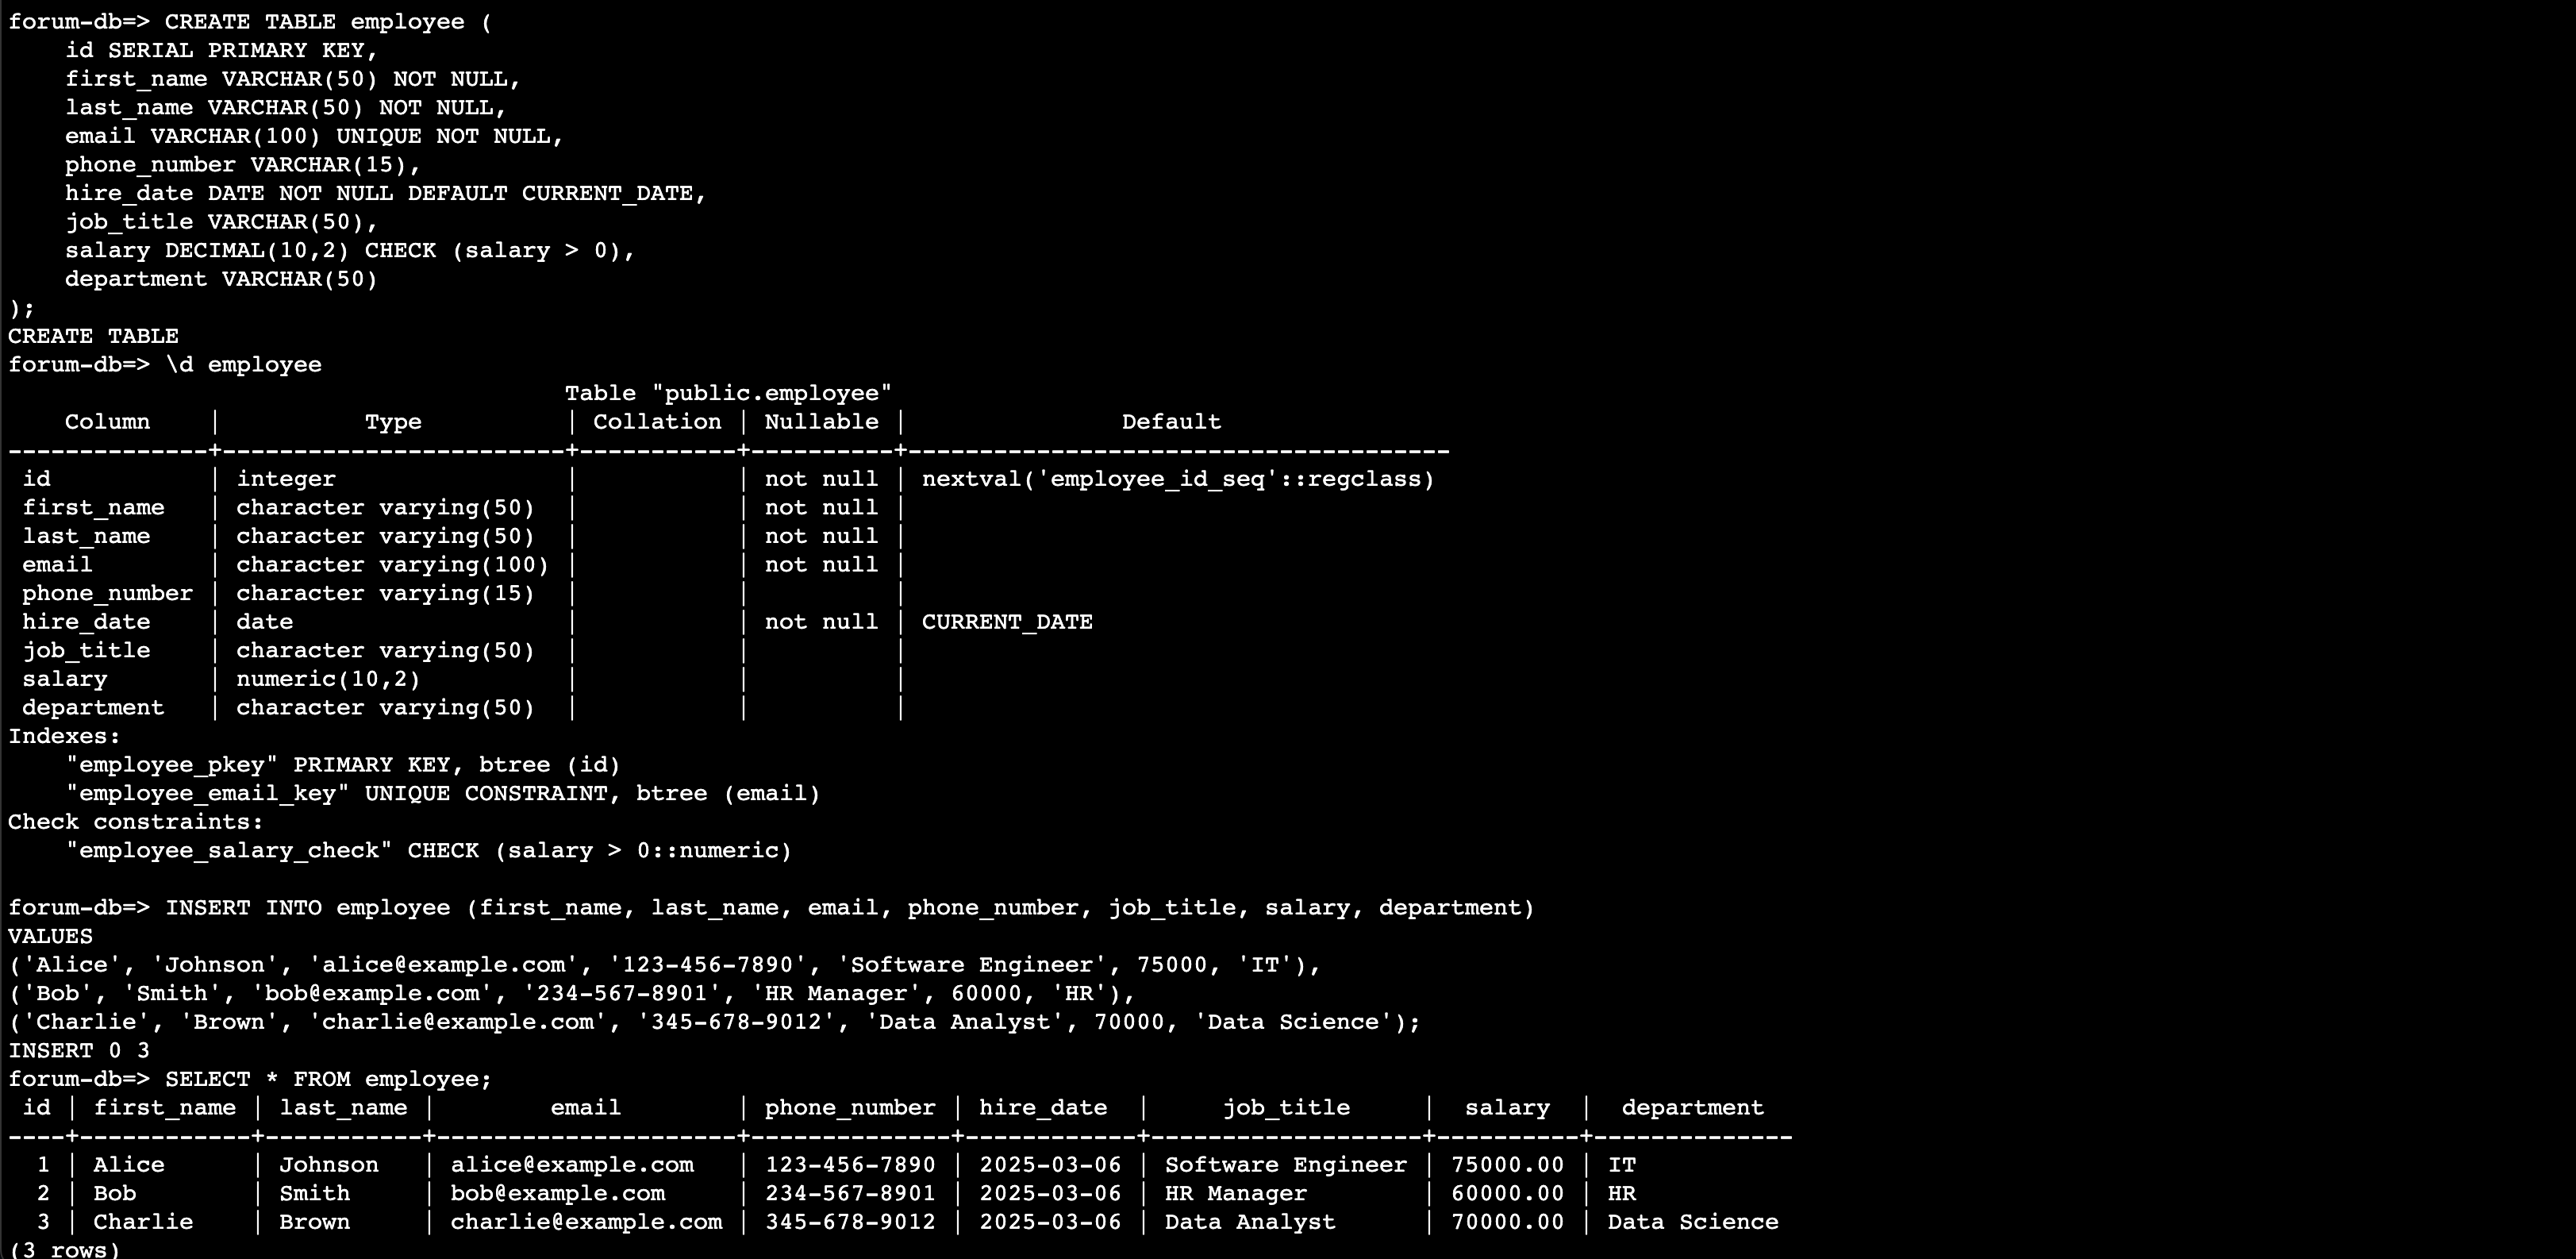 forum-db=> CREATE TABLE employee (
    id SERIAL PRIMARY KEY,
    first_name VARCHAR(50) NOT NULL,
    last_name VARCHAR(50) NOT NULL,
    email VARCHAR(100) UNIQUE NOT NULL,
    phone_number VARCHAR(15),
    hire_date DATE NOT NULL DEFAULT CURRENT_DATE,
    job_title VARCHAR(50),
    salary DECIMAL(10,2) CHECK (salary > 0),
    department VARCHAR(50)
);
CREATE TABLE
forum-db=> \d employee
                                       Table "public.employee"
    Column    |          Type          | Collation | Nullable |               Default
--------------+------------------------+-----------+----------+--------------------------------------
 id           | integer                |           | not null | nextval('employee_id_seq'::regclass)
 first_name   | character varying(50)  |           | not null |
 last_name    | character varying(50)  |           | not null |
 email        | character varying(100) |           | not null |
 phone_number | character varying(15)  |           |          |
 hire_date    | date                   |           | not null | CURRENT_DATE
 job_title    | character varying(50)  |           |          |
 salary       | numeric(10,2)          |           |          |
 department   | character varying(50)  |           |          |
Indexes:
    "employee_pkey" PRIMARY KEY, btree (id)
    "employee_email_key" UNIQUE CONSTRAINT, btree (email)
Check constraints:
    "employee_salary_check" CHECK (salary > 0::numeric)

forum-db=> INSERT INTO employee (first_name, last_name, email, phone_number, job_title, salary, department)
VALUES
('Alice', 'Johnson', 'alice@example.com', '123-456-7890', 'Software Engineer', 75000, 'IT'),
('Bob', 'Smith', 'bob@example.com', '234-567-8901', 'HR Manager', 60000, 'HR'),
('Charlie', 'Brown', 'charlie@example.com', '345-678-9012', 'Data Analyst', 70000, 'Data Science');
INSERT 0 3
forum-db=> SELECT * FROM employee;
 id | first_name | last_name |        email        | phone_number | hire_date  |     job_title     |  salary  |  department
----+------------+-----------+---------------------+--------------+------------+-------------------+----------+--------------
  1 | Alice      | Johnson   | alice@example.com   | 123-456-7890 | 2025-03-06 | Software Engineer | 75000.00 | IT
  2 | Bob        | Smith     | bob@example.com     | 234-567-8901 | 2025-03-06 | HR Manager        | 60000.00 | HR
  3 | Charlie    | Brown     | charlie@example.com | 345-678-9012 | 2025-03-06 | Data Analyst      | 70000.00 | Data Science
(3 rows)